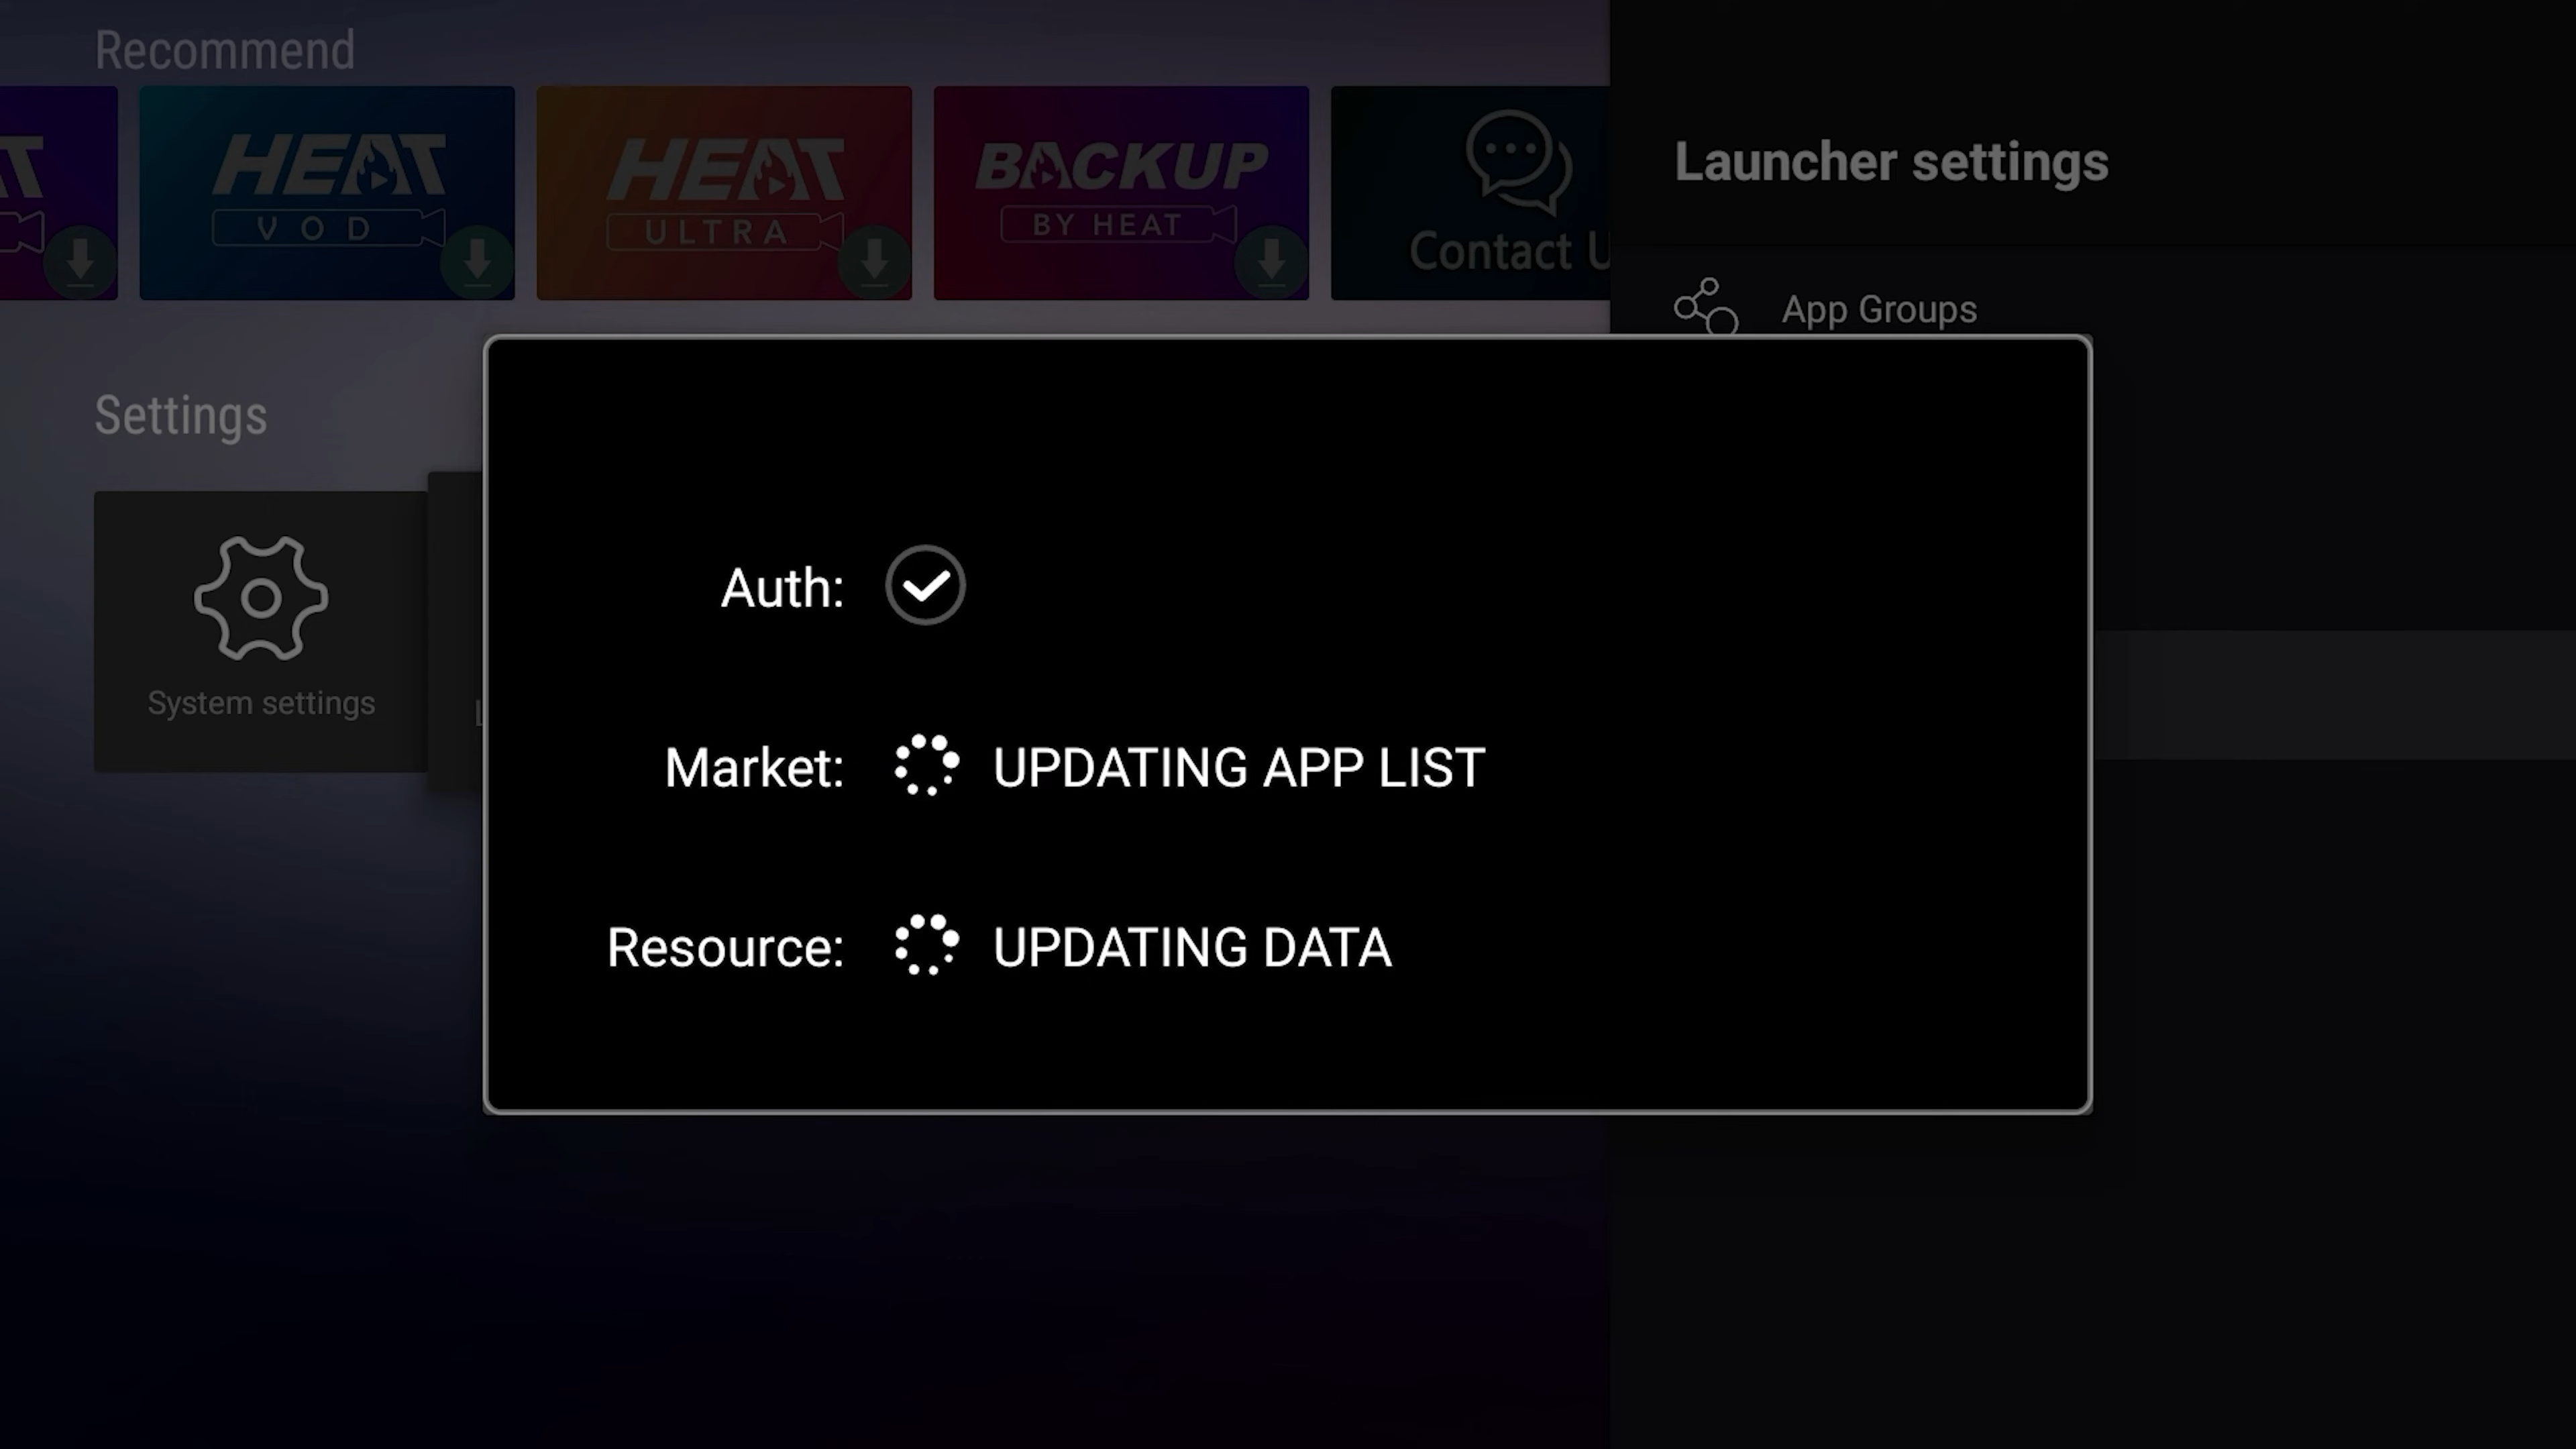 Recommend
HEAT
VOD
HEAT
ULTRA
BACKUP
BY HEAT
Contact U
Launcher settings
App Groups
Settings
System settings
Auth:
Market: UPDATING APP LIST
Resource: UPDATING DATA